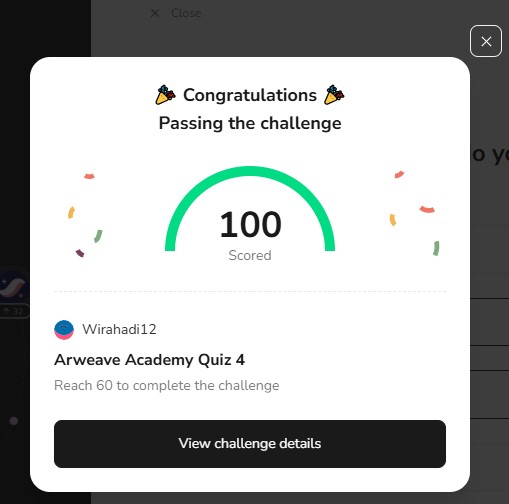 Close
Congratulations
Passing the challenge
o yo
100
Scored
32
Wirahadi12
Arweave Academy Quiz 4
Reach 60 to complete the challenge
View challenge details